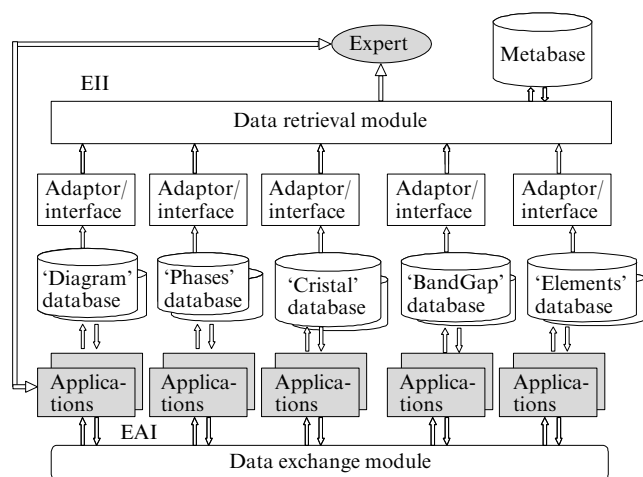 Expert
Metabase
EII
Data retrieval module
Adaptor/
interface
Adaptor/
interface
Adaptor/
interface
Adaptor/
interface
Adaptor/
interface
‘Diagram’
database
‘Phases’
database
‘Cristal’
database
‘BandGap’
database
‘Elements’
database
Applica-
tions
Applica-
tions
Applica-
tions
Applica-
tions
Applica-
tions
EAI
Data exchange module